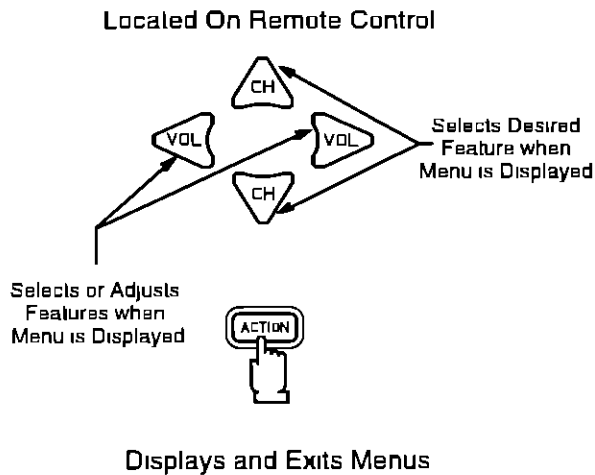 Located On Remote Control
CH
VOL
VOL
CH
Selects Desired
Feature when
Menu is Displayed
Selects or Adjusts
Features when
Menu is Displayed
ACTION
Displays and Exits Menus